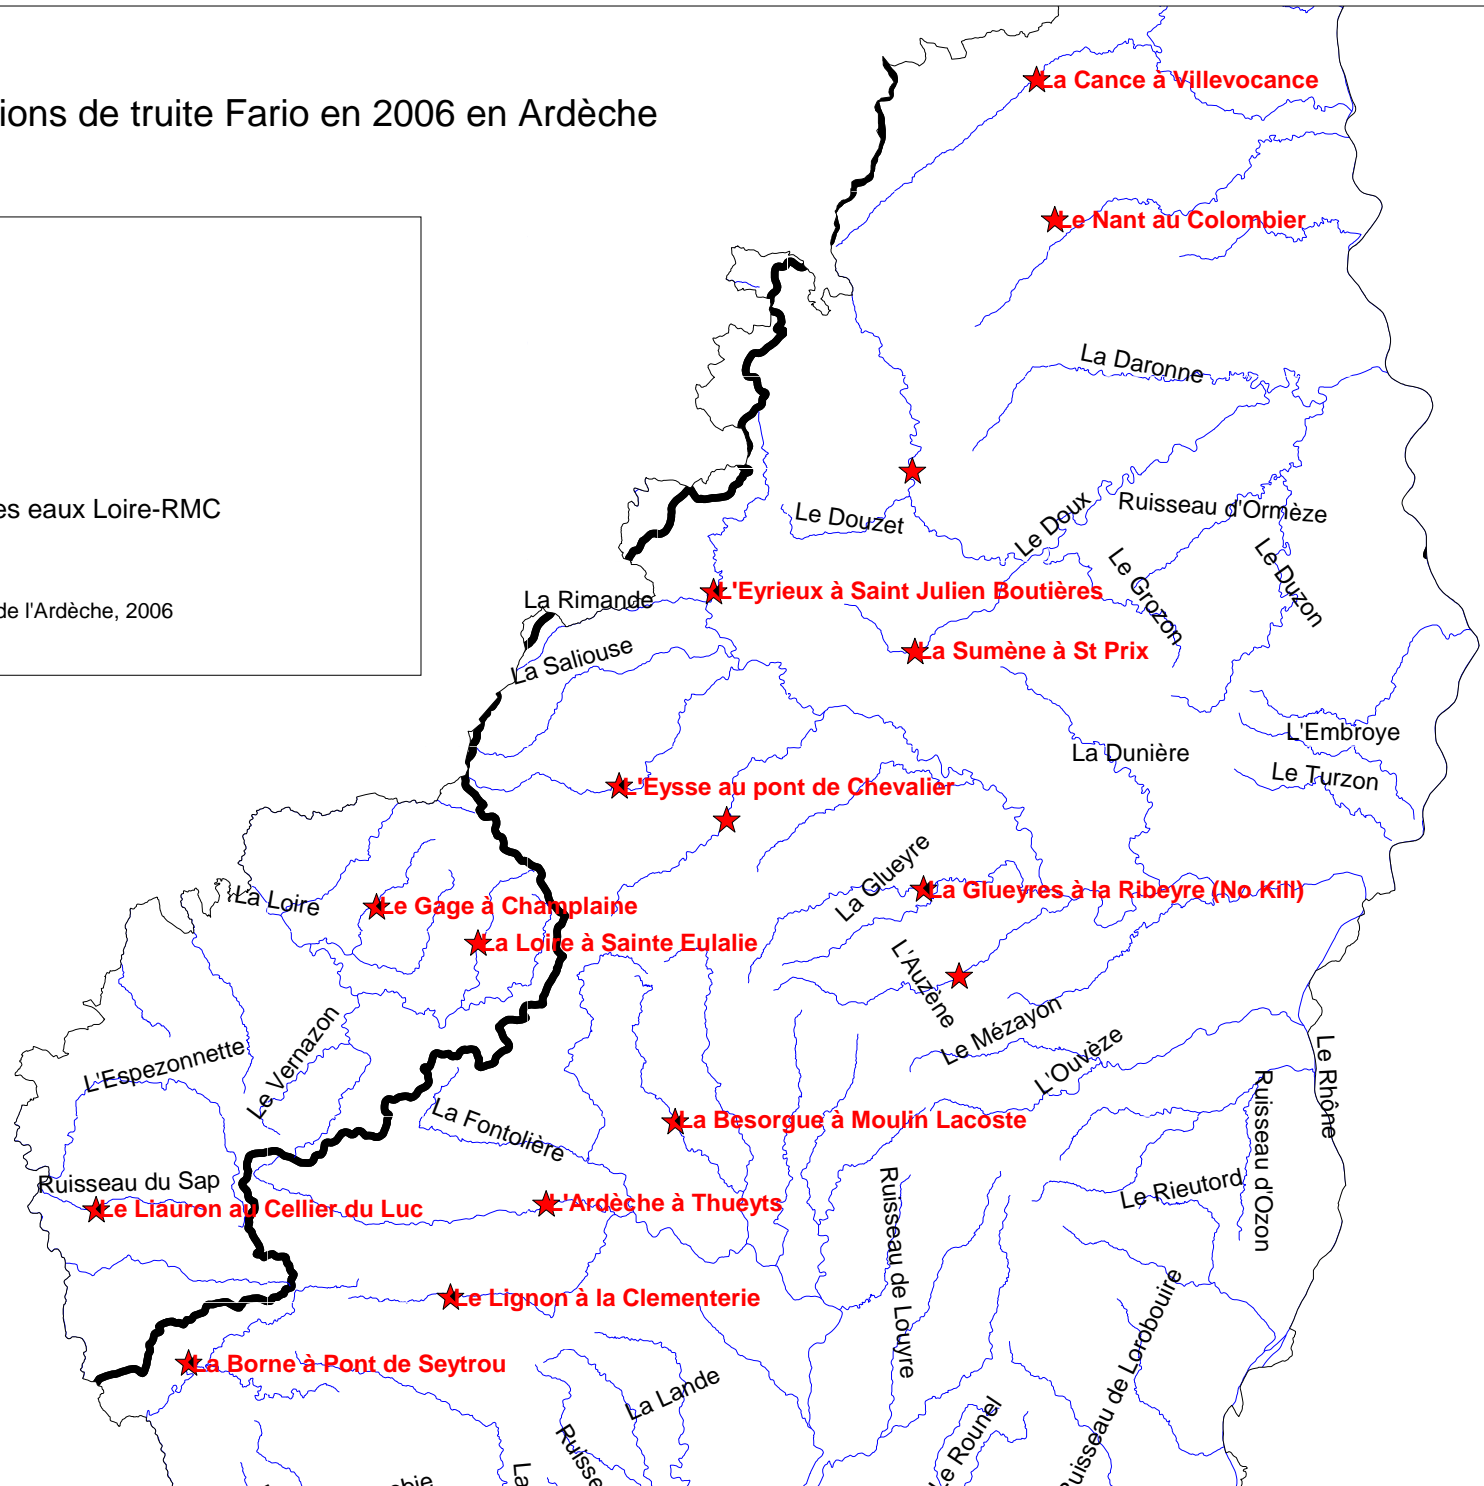 La Cance à Villevocance
ions de truite Fario en 2006 en Ardèche
Le Nant au Colombier
La Daronne
es eaux Loire-RMC
Ruisseau d'Ormèze
Le Douzet
Le Doux
Le Grozon
Le Duzon
L'Eyrieux à Saint Julien Boutières
La Rimande
de l'Ardèche, 2006
La Saliouse
La Sumène à St Prix
L'Embroye
La Dunière
Le Turzon
L'Eysse au pont de Chevalier
La Glueyre
La Glueyres à la Ribeyre (No Kill)
La Loire
Le Gage à Champlaine
La Loire à Sainte Eulalie
L'Auzène
Le Mézayon
L'Ouvèze
Le Rhône
L'Espezonnette
Le Vernazon
La Fontolière
La Besorgue à Moulin Lacoste
Ruisseau d'Ozon
Ruisseau du Sap
Le Liauron au Cellier du Luc
L'Ardèche à Thueyts
Ruisseau de Louyre
Le Rieutord
Le Lignon à la Clementerie
Ruisseau de Lorobouire
La Borne à Pont de Seytrou
La Lande
Le Rounel
Ruisse
La